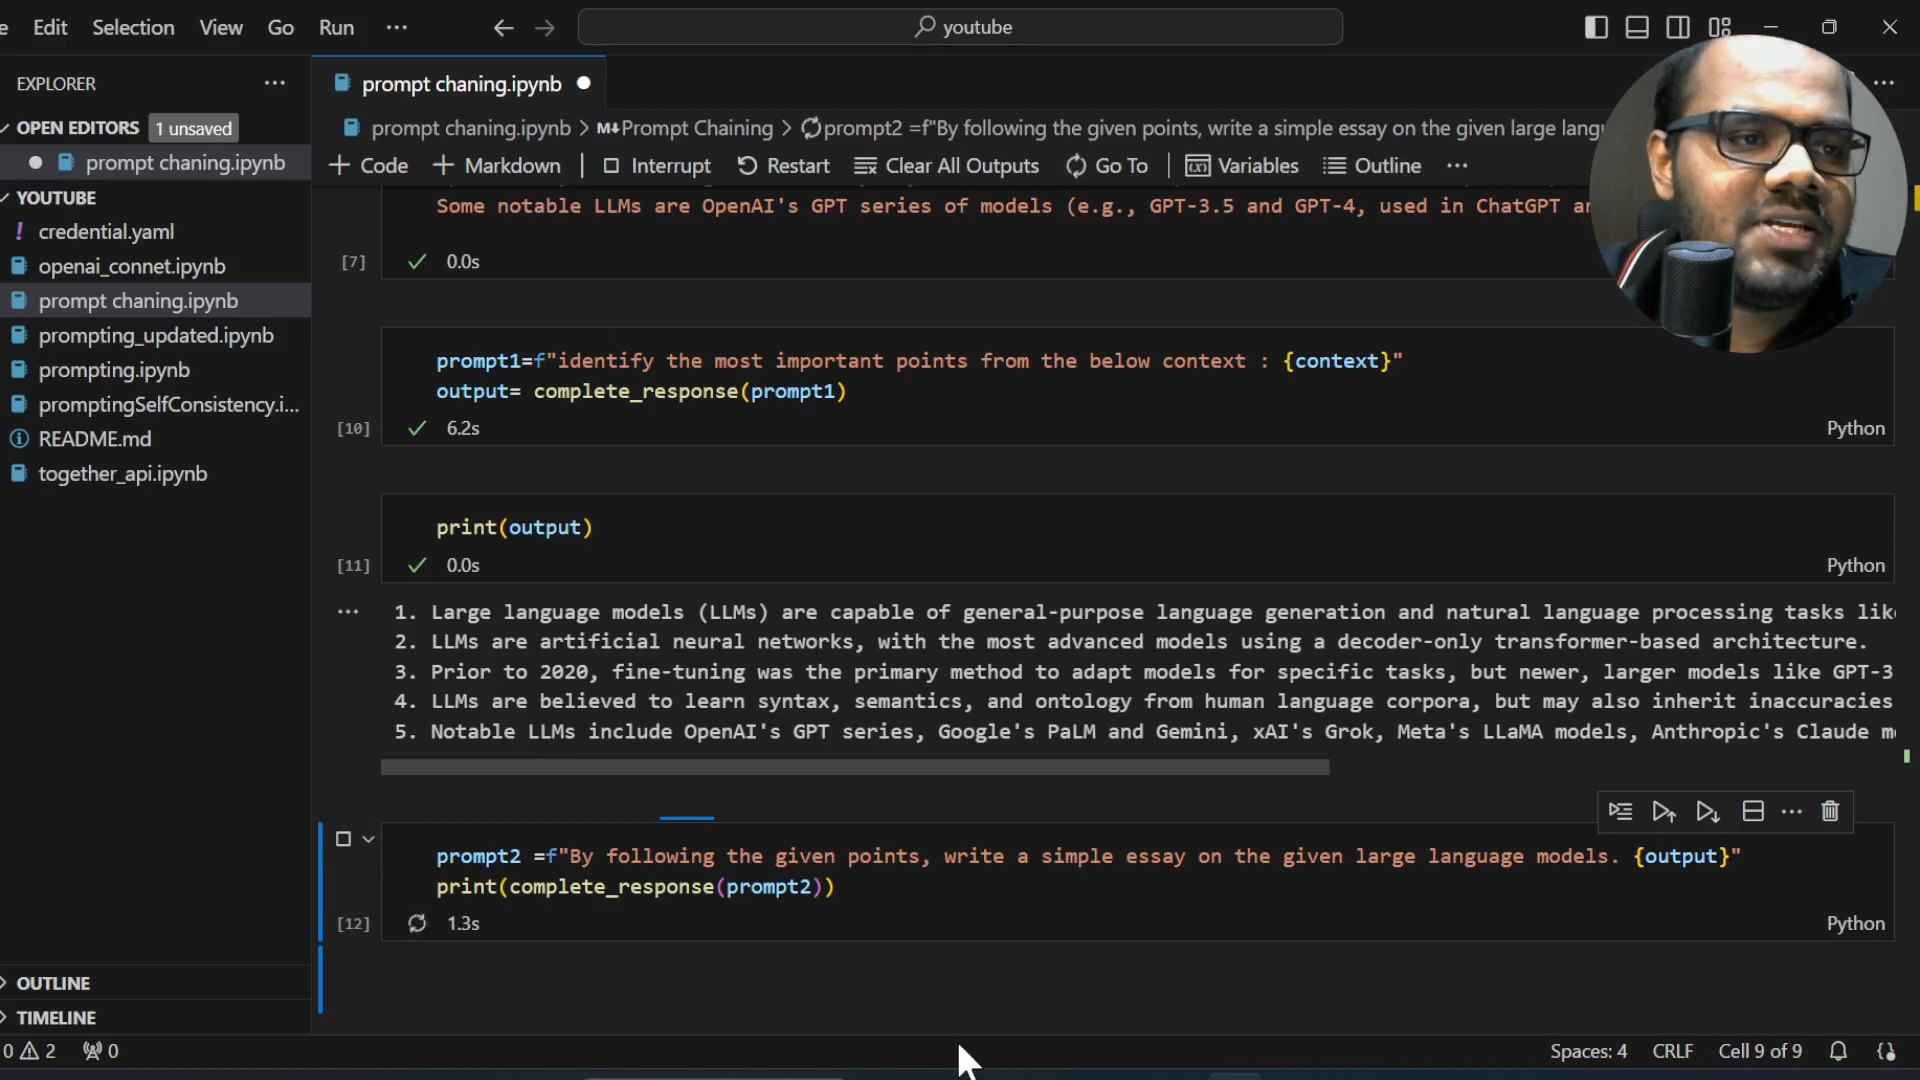 Edit Selection View Go Run ···
youtube
EXPLORER ···
OPEN EDITORS 1 unsaved
prompt chaning.ipynb
YOUTUBE
! credential.yaml
openai_connet.ipynb
prompt chaning.ipynb
prompting_updated.ipynb
prompting.ipynb
promptingSelfConsistency.i...
README.md
together_api.ipynb
OUTLINE
TIMELINE
prompt chaning.ipynb
prompt chaning.ipynb > M↓Prompt Chaining > prompt2 =f"By following the given points, write a simple essay on the given large langu
+ Code + Markdown | Interrupt Restart Clear All Outputs Go To | Variables Outline ···
Some notable LLMs are OpenAI's GPT series of models (e.g., GPT-3.5 and GPT-4, used in ChatGPT
[7] 0.0s
prompt1=f"identify the most important points from the below context : {context}"
output= complete_response(prompt1)
[10] 6.2s Python
print(output)
[11] 0.0s Python
1. Large language models (LLMs) are capable of general-purpose language generation and natural language processing tasks lik
2. LLMs are artificial neural networks, with the most advanced models using a decoder-only transformer-based architecture.
3. Prior to 2020, fine-tuning was the primary method to adapt models for specific tasks, but newer, larger models like GPT-3
4. LLMs are believed to learn syntax, semantics, and ontology from human language corpora, but may also inherit inaccuracies
5. Notable LLMs include OpenAI's GPT series, Google's PaLM and Gemini, xAI's Grok, Meta's LLaMA models, Anthropic's Claude m
prompt2 =f"By following the given points, write a simple essay on the given large language models. {output}"
print(complete_response(prompt2))
[12] 1.3s Python
0 2 0
Spaces: 4 CRLF Cell 9 of 9